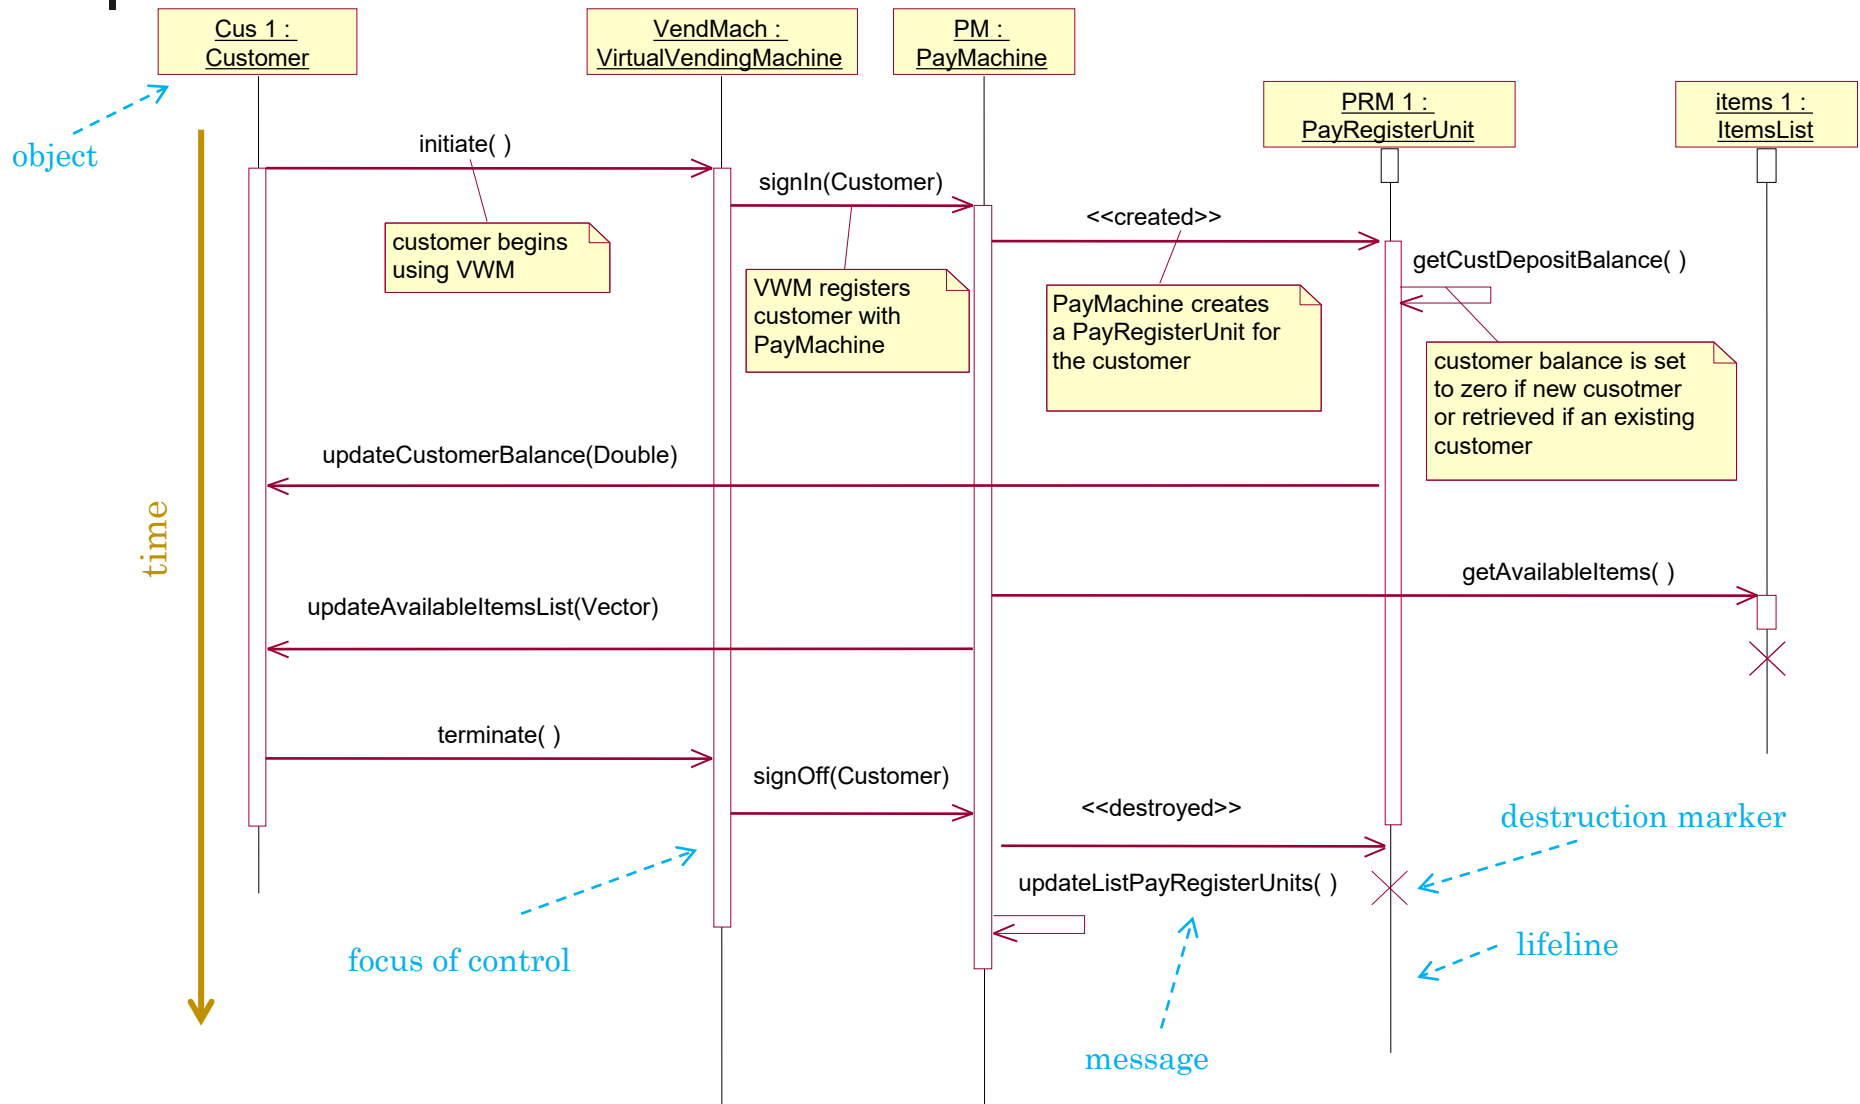 Cus 1 :
Customer
VendMach :
VirtualVendingMachine
PM :
PayMachine
PRM 1 :
PayRegisterUnit
items 1 :
ItemsList
object
initiate( )
customer begins
using VWM
signIn(Customer)
VWM registers
customer with
PayMachine
<<created>>
PayMachine creates
a PayRegisterUnit for
the customer
getCustDepositBalance( )
customer balance is set
to zero if new cusotmer
or retrieved if an existing
customer
updateCustomerBalance(Double)
time
getAvailableItems( )
updateAvailableItemsList(Vector)
terminate( )
signOff(Customer)
<<destroyed>>
destruction marker
updateListPayRegisterUnits( )
focus of control
lifeline
message